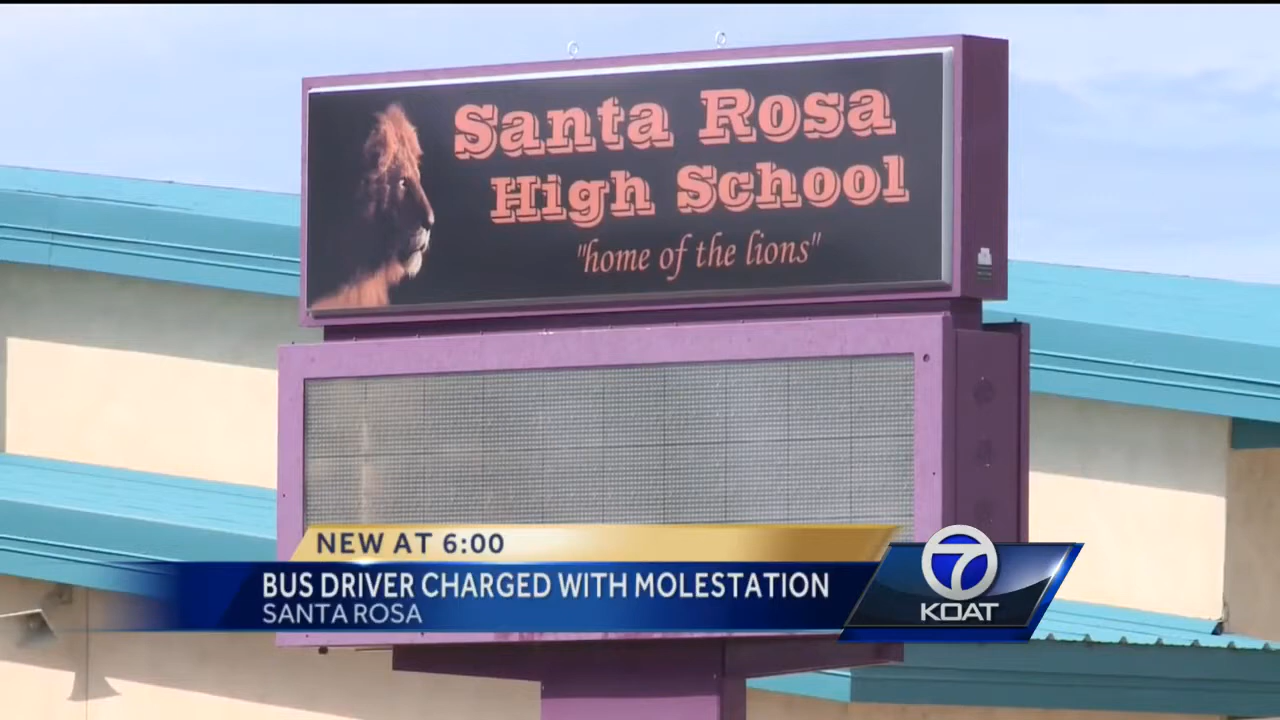 Santa Rosa
High School
"home of the lions"
NEW AT 6:00
BUS DRIVER CHARGED WITH MOLESTATION
SANTA ROSA
7
KOAT